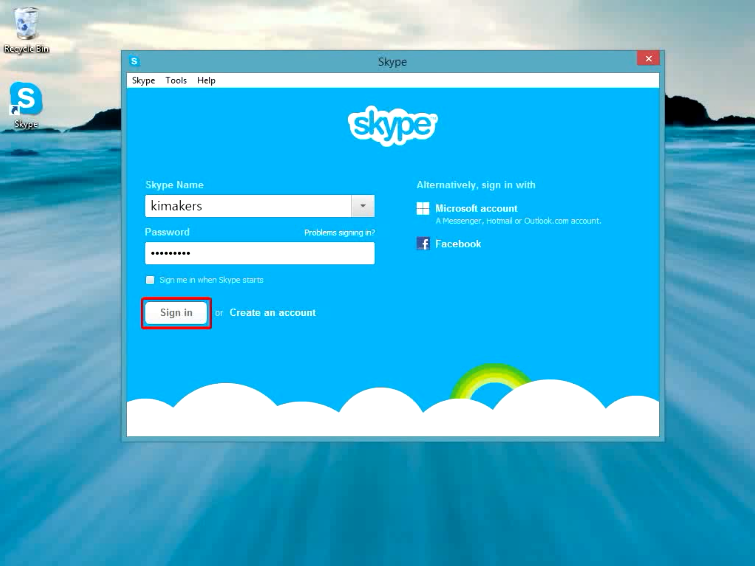 Recycle Bin
Skype
Skype
Skype Tools Help
skype
Skype Name
kimakers
Password
Problems signing in?
•••••••••
Sign me in when Skype starts
Sign in or Create an account
Alternatively, sign in with
Microsoft account
A Messenger, Hotmail or Outlook.com account.
Facebook